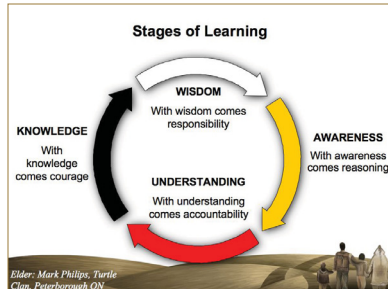 Stages of Learning
WISDOM
With wisdom comes
responsibility
KNOWLEDGE
With
knowledge
comes courage
AWARENESS
With awareness
comes reasoning
UNDERSTANDING
With understanding
comes accountability
Elder: Mark Philips, Turtle
Clan, Peterborough ON